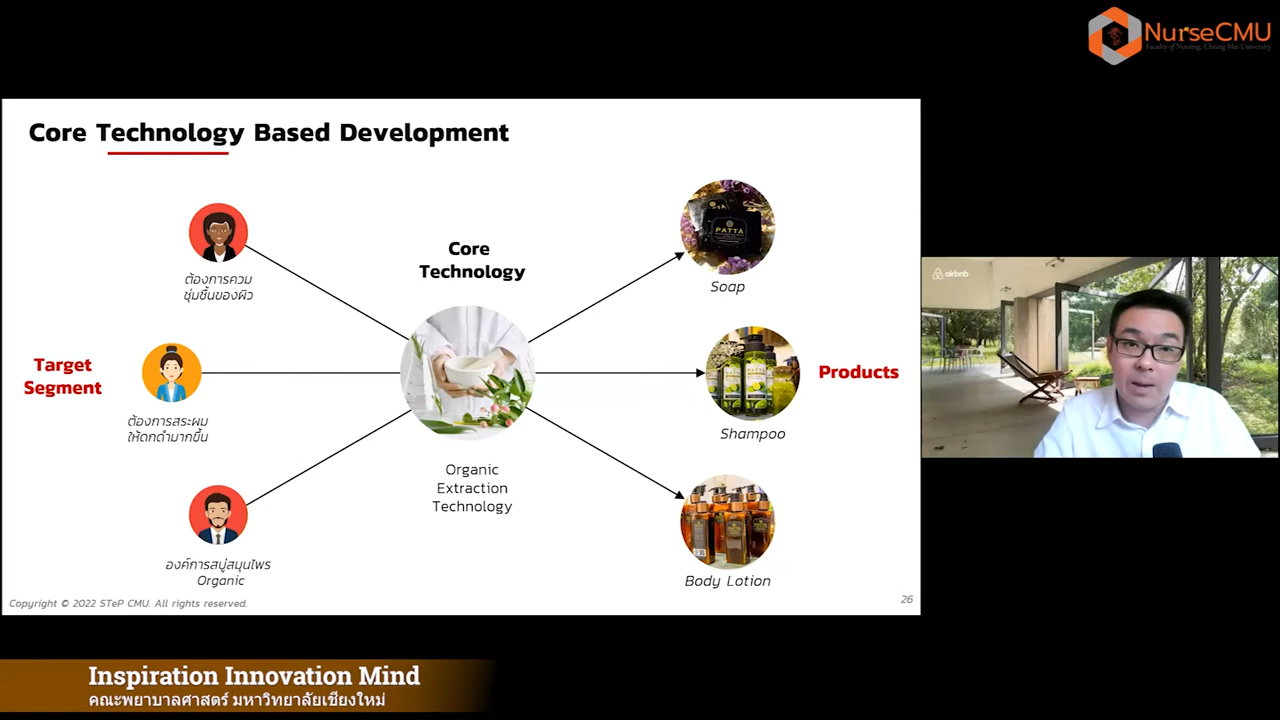 NurseCMU
Faculty of Nursing, Chiang Mai University
Core Technology Based Development
ต้องการควม
ชุ่มชื้นของผิว
Core
Technology
PATTĀ
Soap
airbnb
Target
Segment
ต้องการสระผม
ให้ดกดำมากขึ้น
Products
Shampoo
Organic
Extraction
Technology
องค์การสบู่สมุนไพร
Organic
Body Lotion
Copyright © 2022 STeP CMU. All rights reserved.
26
Inspiration Innovation Mind
คณะพยาบาลศาสตร์ มหาวิทยาลัยเชียงใหม่